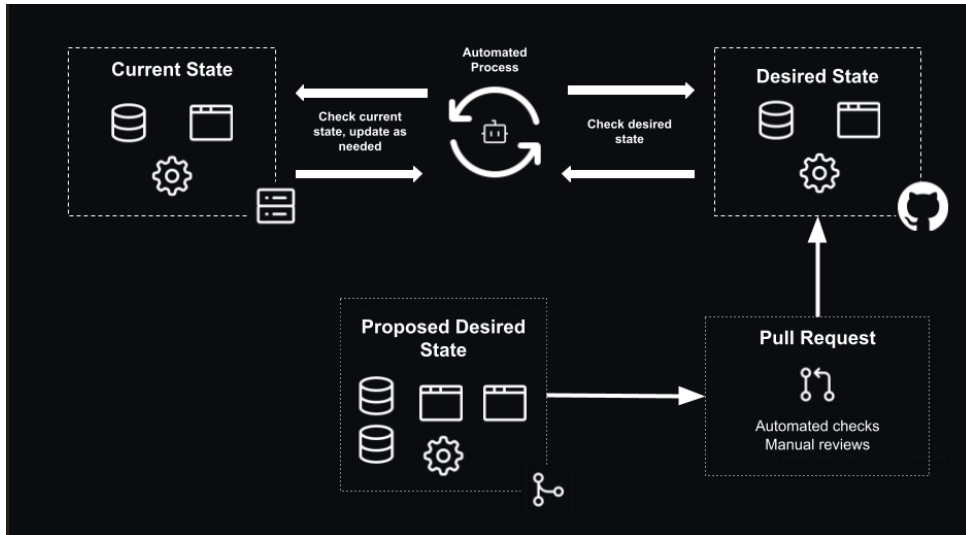 Current State
Automated
Process
Check current
state, update as
needed
Check desired
state
Desired State
Proposed Desired
State
Pull Request
Automated checks
Manual reviews